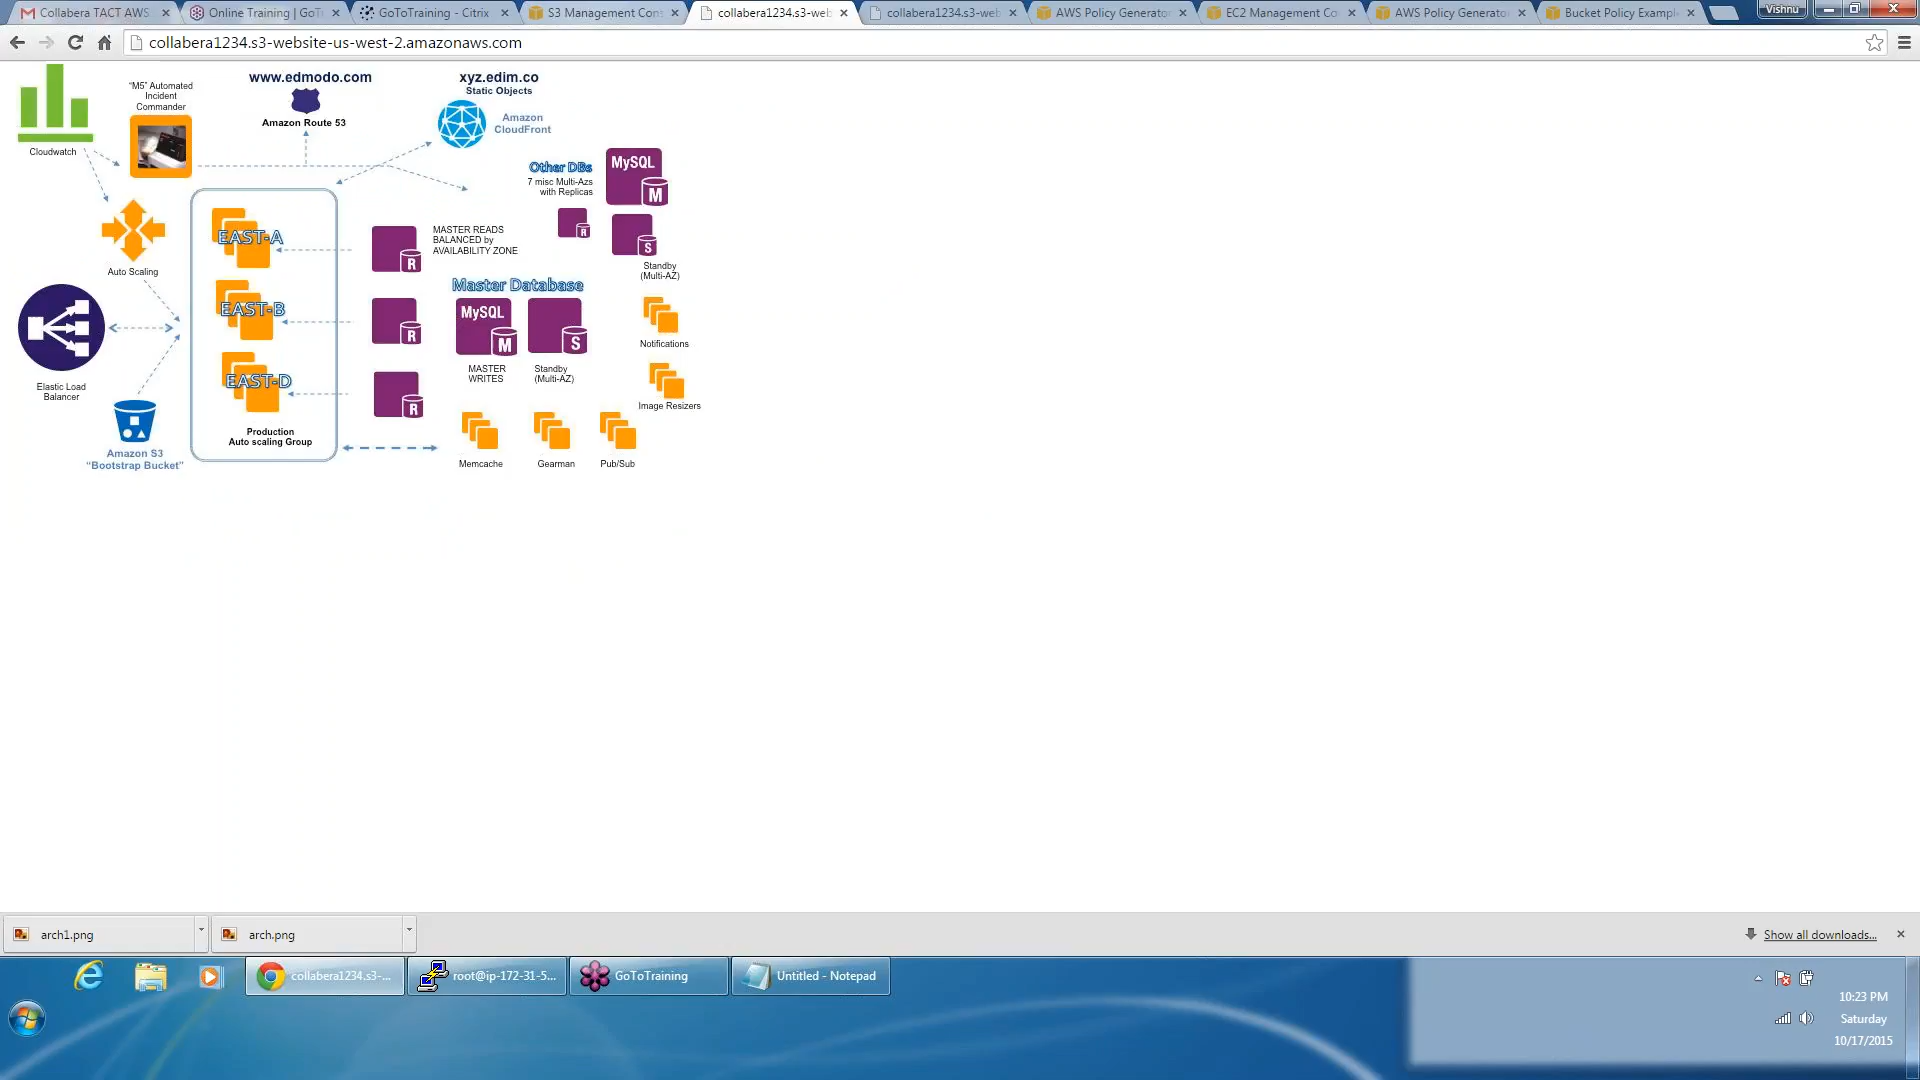 Collabera TACT AWS
Online Training | GoT
GoToTraining - Citrix
S3 Management Con
collabera1234.s3-web
collabera1234.s3-web
AWS Policy Generator
EC2 Management Co
AWS Policy Generator
Bucket Policy Exampl
Vishnu
collabera1234.s3-website-us-west-2.amazonaws.com
Cloudwatch
"M5" Automated
Incident
Commander
www.edmodo.com
Amazon Route 53
xyz.edim.co
Static Objects
Amazon
CloudFront
Other DBs
7 misc Multi-Azs
with Replicas
MySQL
M
R
S
Standby
(Multi-AZ)
Auto Scaling
EAST-A
EAST-B
EAST-D
Production
Auto scaling Group
R
R
R
MASTER READS
BALANCED by
AVAILABILITY ZONE
Master Database
MySQL
M
S
MASTER
WRITES
Standby
(Multi-AZ)
Notifications
Image Resizers
Elastic Load
Balancer
Amazon S3
"Bootstrap Bucket"
Memcache
Gearman
Pub/Sub
arch1.png
arch.png
Show all downloads...
collabera1234.s3-...
root@ip-172-31-5...
GoToTraining
Untitled - Notepad
10:23 PM
Saturday
10/17/2015